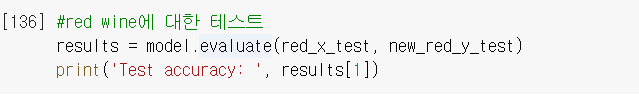 [136] #red wine에 대한 테스트
results = model.evaluate(red_x_test, new_red_y_test)
print('Test accuracy: ', results[1])